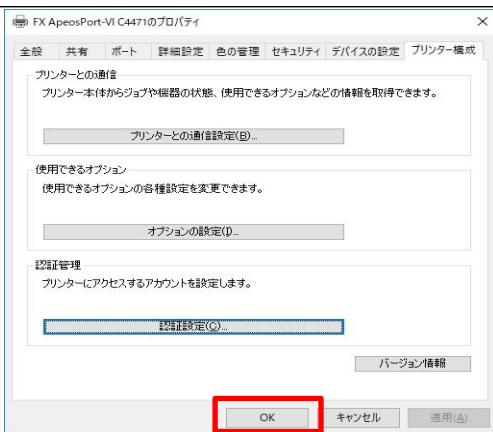 FX ApeosPort-VI C4471のプロパティ
全般 共有 ポート 詳細設定 色の管理 セキュリティ デバイスの設定 プリンター構成
プリンターとの通信
プリンター本体からジョブや機器の状態、使用できるオプションなどの情報を取得できます。
プリンターとの通信設定(B)...
使用できるオプション
使用できるオプションの各種設定を変更できます。
オプションの設定(I)...
認証管理
プリンターにアクセスするアカウントを設定します。
認証設定(C)...
バージョン情報
OK キャンセル 適用(A)